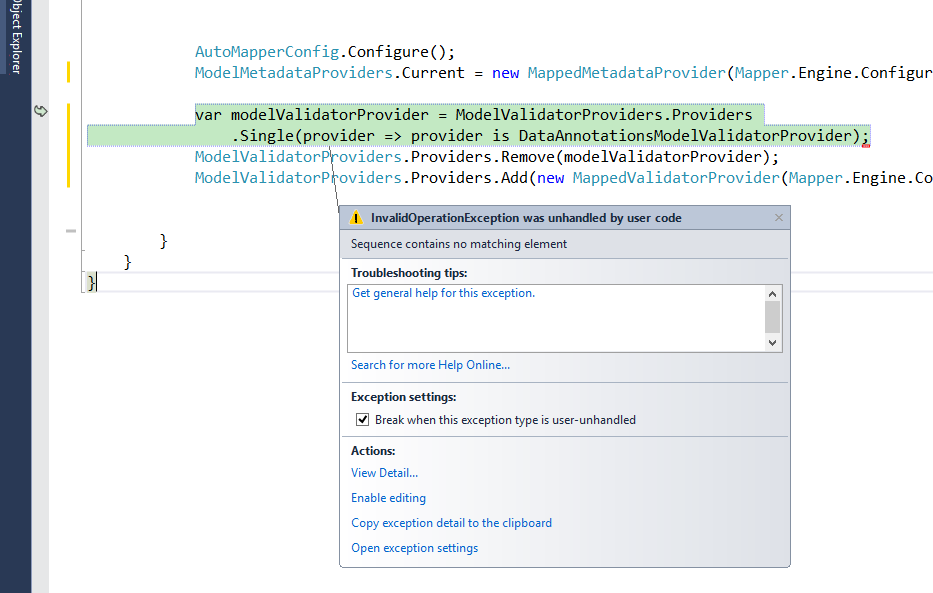 Object Explorer
AutoMapperConfig.Configure();
ModelMetadataProviders.Current = new MappedMetadataProvider(Mapper.Engine.Configur
var modelValidatorProvider = ModelValidatorProviders.Providers
.Single(provider => provider is DataAnnotationsModelValidatorProvider);
ModelValidatorProviders.Providers.Remove(modelValidatorProvider);
ModelValidatorProviders.Providers.Add(new MappedValidatorProvider(Mapper.Engine.Co
}
}
}
InvalidOperationException was unhandled by user code
Sequence contains no matching element
Troubleshooting tips:
Get general help for this exception.
Search for more Help Online...
Exception settings:
Break when this exception type is user-unhandled
Actions:
View Detail...
Enable editing
Copy exception detail to the clipboard
Open exception settings